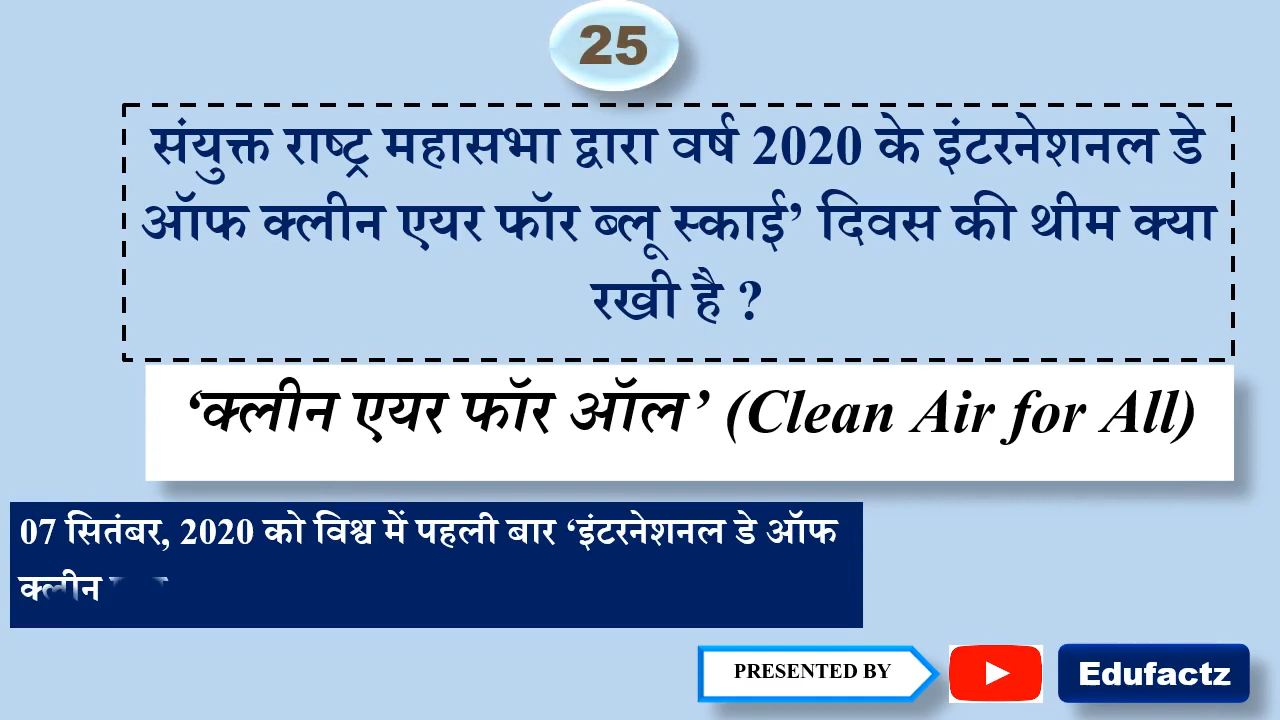 25
संयुक्त राष्ट्र महासभा द्वारा वर्ष 2020 के इंटरनेशनल डे
ऑफ क्लीन एयर फॉर ब्लू स्काई’ दिवस की थीम क्या
रखी है ?
‘क्लीन एयर फॉर ऑल’ (Clean Air for All)
07 सितंबर, 2020 को विश्व में पहली बार ‘इंटरनेशनल डे ऑफ
क्लीन
PRESENTED BY
Edufactz